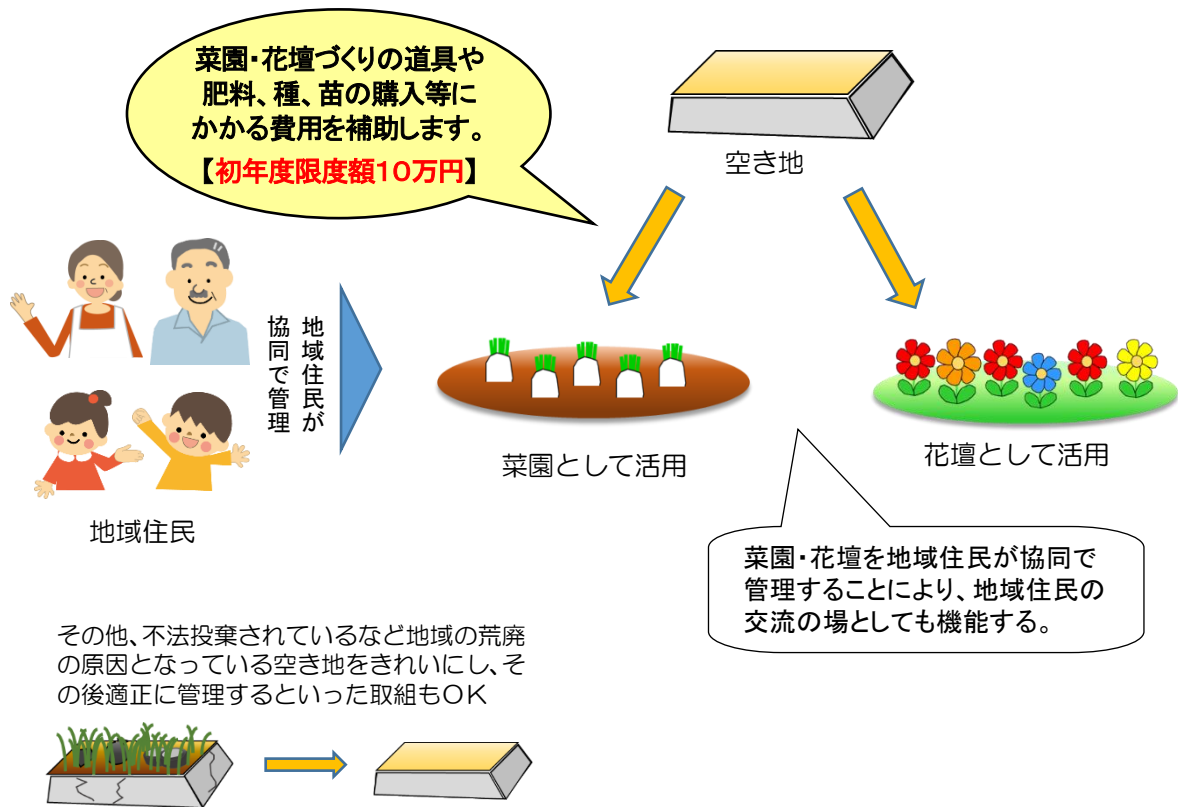 菜園・花壇づくりの道具や
肥料、種、苗の購入等に
かかる費用を補助します。
【初年度限度額10万円】
空き地
地域住民が
協同で管理
地域住民
菜園として活用
花壇として活用
菜園・花壇を地域住民が協同で
管理することにより、地域住民の
交流の場としても機能する。
その他、不法投棄されているなど地域の荒廃
の原因となっている空き地をきれいにし、そ
の後適正に管理するといった取組もOK